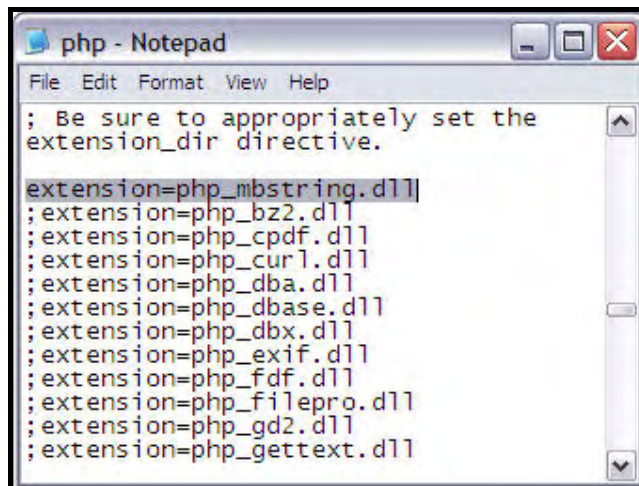 php - Notepad
File Edit Format View Help
; Be sure to appropriately set the
extension_dir directive.
extension=php_mbstring.dll
;extension=php_bz2.dll
;extension=php_cpdf.dll
;extension=php_curl.dll
;extension=php_dba.dll
;extension=php_dbase.dll
;extension=php_dbx.dll
;extension=php_exif.dll
;extension=php_fdf.dll
;extension=php_filepro.dll
;extension=php_gd2.dll
;extension=php_gettext.dll